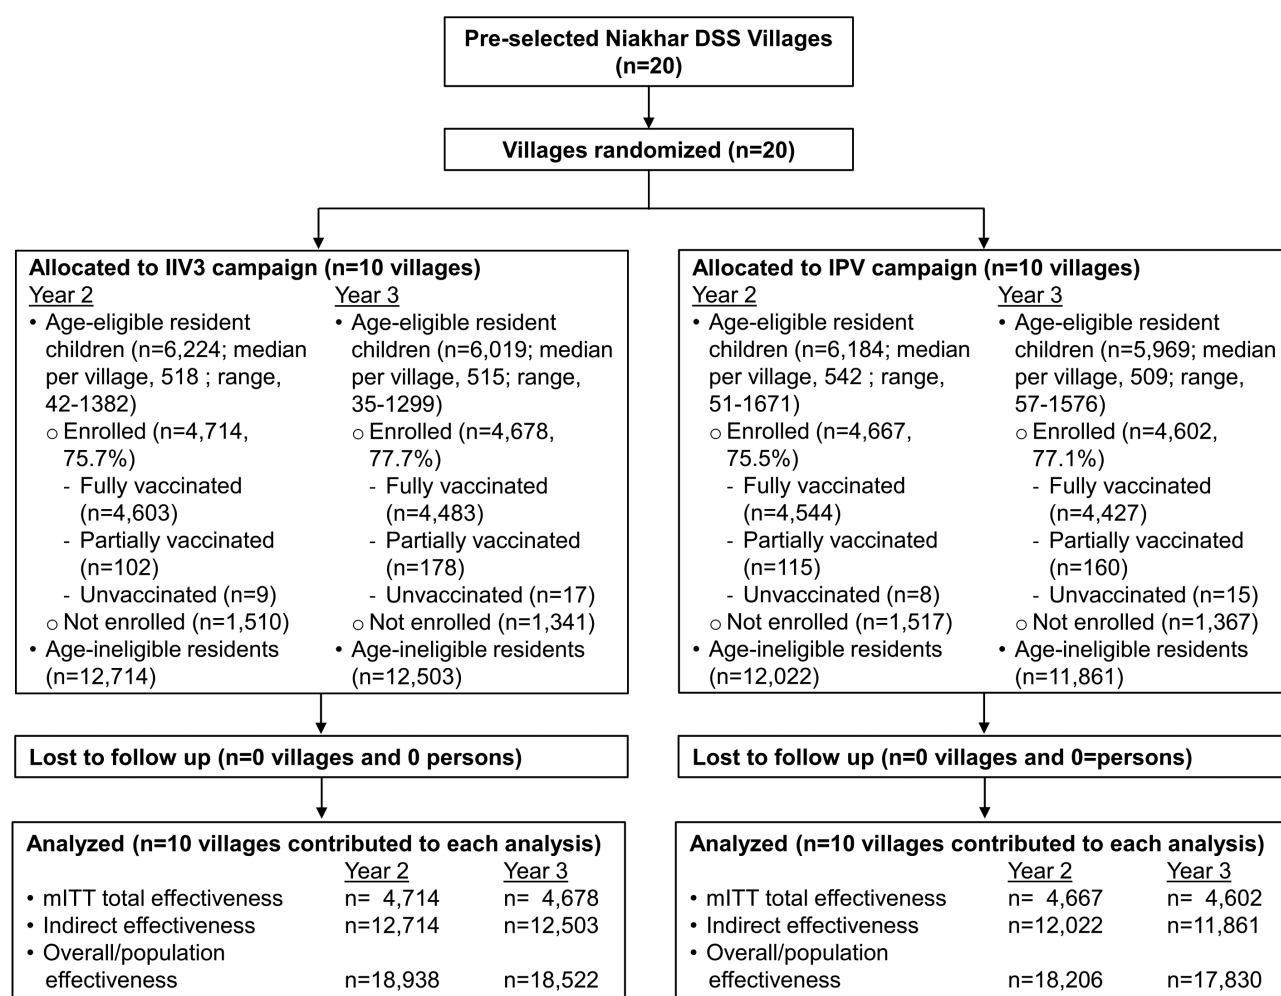 Pre-selected Niakhar DSS Villages
(n=20)
Villages randomized (n=20)
Allocated to IIV3 campaign (n=10 villages)
Year 2
• Age-eligible resident
children (n=6,224; median
per village, 518 ; range,
42-1382)
o Enrolled (n=4,714,
75.7%)
- Fully vaccinated
(n=4,603)
- Partially vaccinated
(n=102)
- Unvaccinated (n=9)
o Not enrolled (n=1,510)
• Age-ineligible residents
(n=12,714)
Year 3
• Age-eligible resident
children (n=6,019; median
per village, 515; range,
35-1299)
o Enrolled (n=4,678,
77.7%)
- Fully vaccinated
(n=4,483)
- Partially vaccinated
(n=178)
- Unvaccinated (n=17)
o Not enrolled (n=1,341)
• Age-ineligible residents
(n=12,503)
Allocated to IPV campaign (n=10 villages)
Year 2
• Age-eligible resident
children (n=6,184; median
per village, 542 ; range,
51-1671)
o Enrolled (n=4,667,
75.5%)
- Fully vaccinated
(n=4,544)
- Partially vaccinated
(n=115)
- Unvaccinated (n=8)
o Not enrolled (n=1,517)
• Age-ineligible residents
(n=12,022)
Year 3
• Age-eligible resident
children (n=5,969; median
per village, 509; range,
57-1576)
o Enrolled (n=4,602,
77.1%)
- Fully vaccinated
(n=4,427)
- Partially vaccinated
(n=160)
- Unvaccinated (n=15)
o Not enrolled (n=1,367)
• Age-ineligible residents
(n=11,861)
Lost to follow up (n=0 villages and 0 persons)
Lost to follow up (n=0 villages and 0=persons)
Analyzed (n=10 villages contributed to each analysis)
Year 2 Year 3
• mITT total effectiveness n= 4,714 n= 4,678
• Indirect effectiveness n=12,714 n=12,503
• Overall/population
effectiveness n=18,938 n=18,522
Analyzed (n=10 villages contributed to each analysis)
Year 2 Year 3
• mITT total effectiveness n= 4,667 n= 4,602
• Indirect effectiveness n=12,022 n=11,861
• Overall/population
effectiveness n=18,206 n=17,830